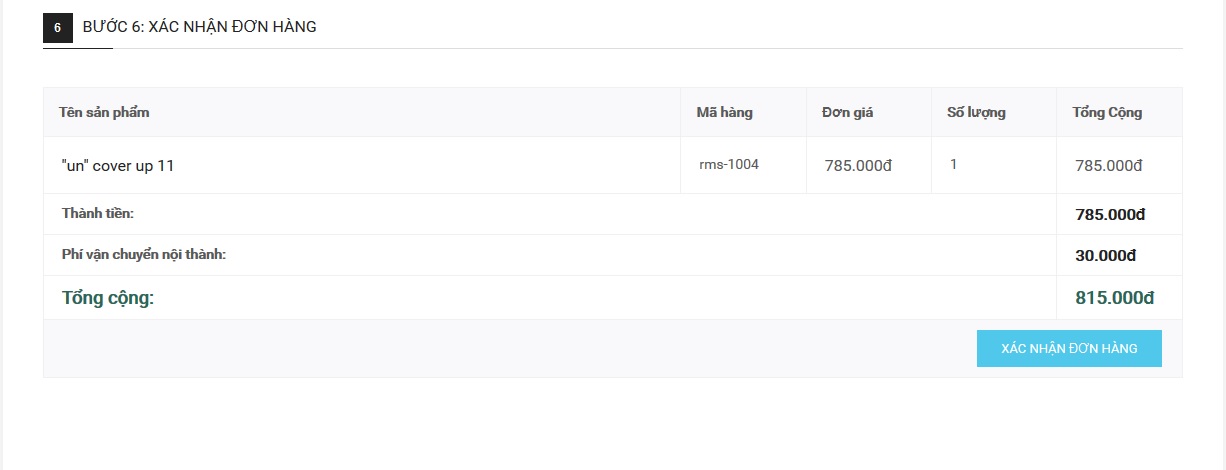 6 BƯỚC 6: XÁC NHẬN ĐƠN HÀNG
Tên sản phẩm Mã hàng Đơn giá Số lượng Tổng Cộng
"un" cover up 11 rms-1004 785.000đ 1 785.000đ
Thành tiền: 785.000đ
Phí vận chuyển nội thành: 30.000đ
Tổng cộng: 815.000đ
XÁC NHẬN ĐƠN HÀNG